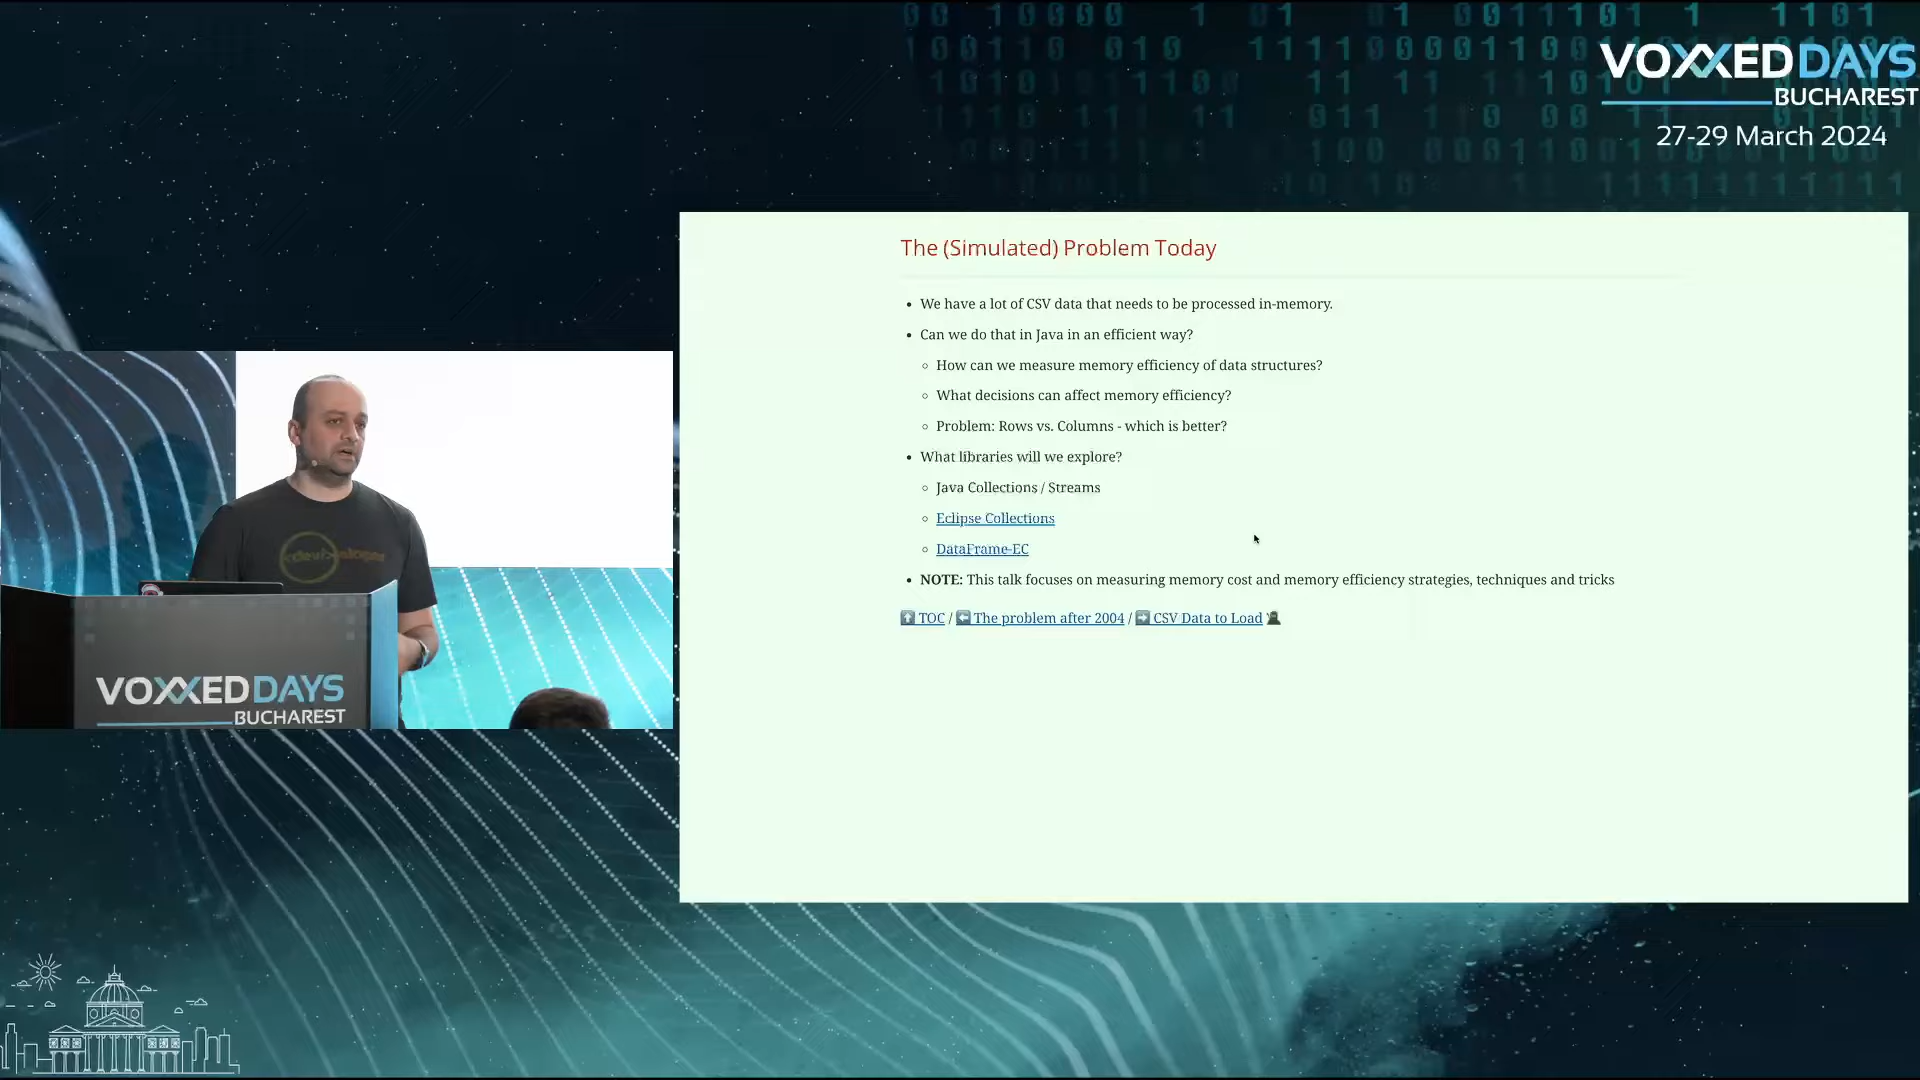 VOXXEDDAYS
BUCHAREST
27-29 March 2024
The (Simulated) Problem Today
• We have a lot of CSV data that needs to be processed in-memory.
• Can we do that in Java in an efficient way?
◦ How can we measure memory efficiency of data structures?
◦ What decisions can affect memory efficiency?
◦ Problem: Rows vs. Columns - which is better?
• What libraries will we explore?
◦ Java Collections / Streams
◦ Eclipse Collections
◦ DataFrame-EC
• NOTE: This talk focuses on measuring memory cost and memory efficiency strategies, techniques and tricks
TOC / The problem after 2004 / CSV Data to Load
VOXXEDDAYS
BUCHAREST